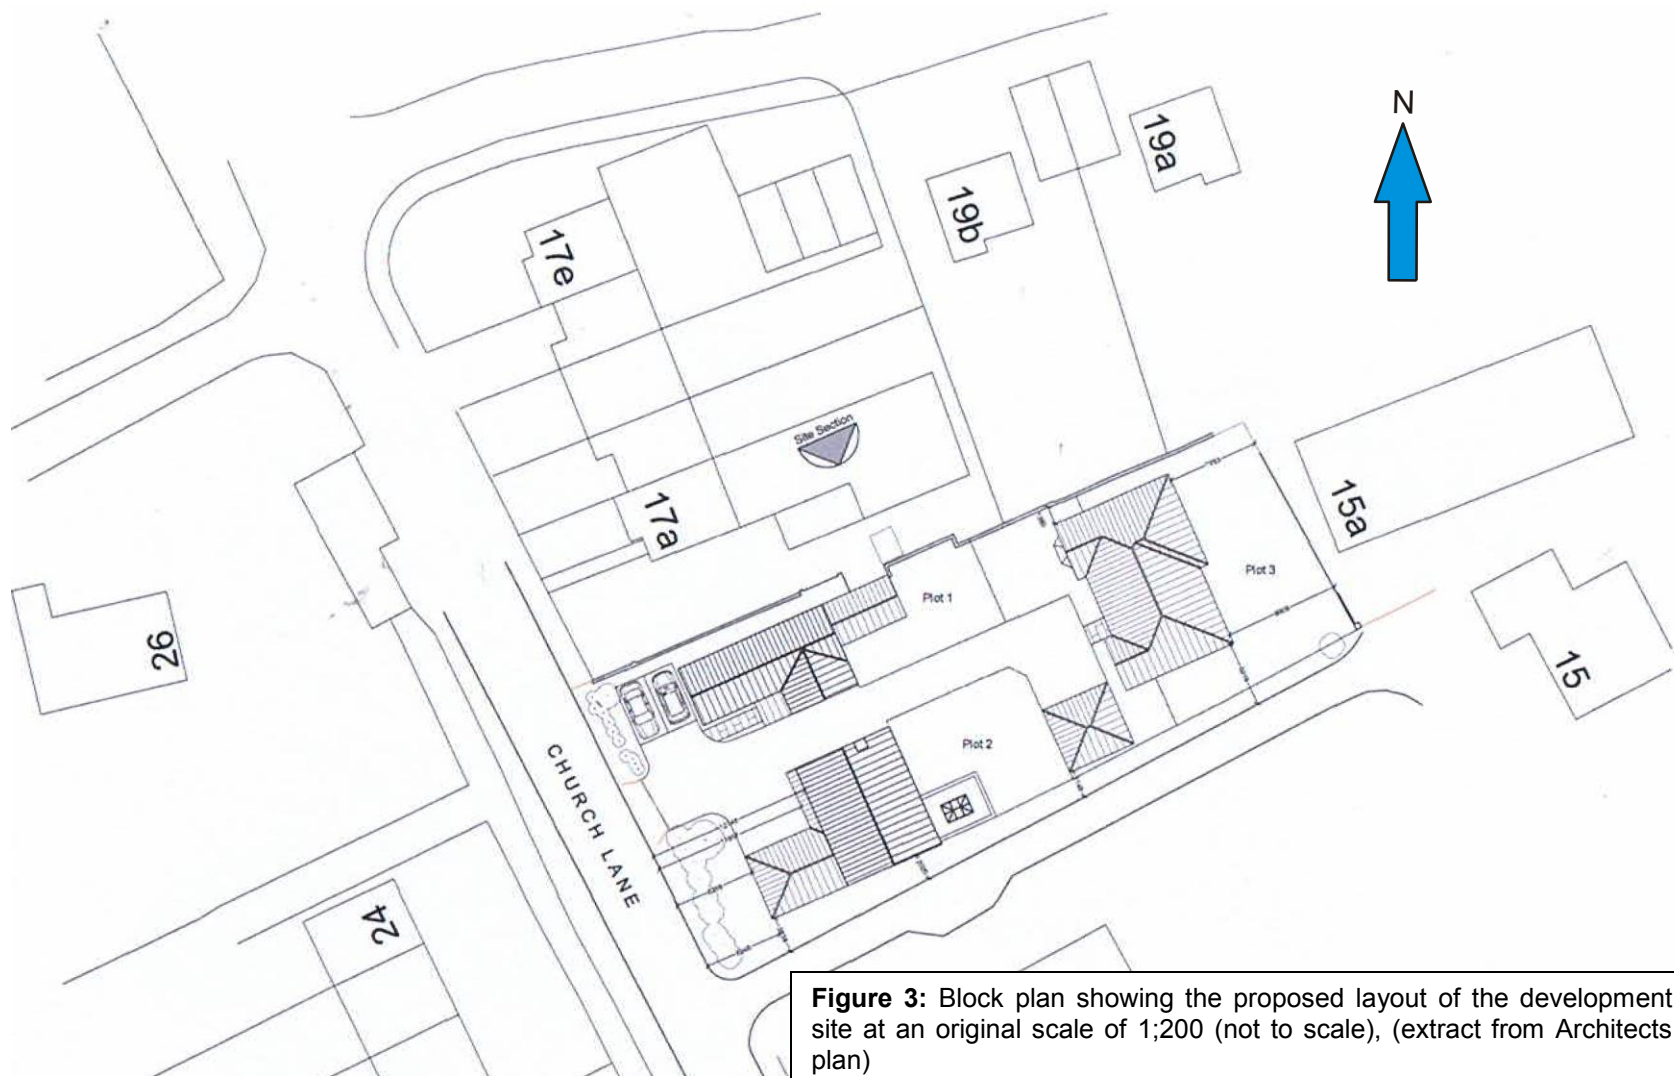 N
19a
19b
17e
Site Section
17a
15a
Plot 1
Plot 3
26
15
Plot 2
CHURCH LANE
24
Figure 3: Block plan showing the proposed layout of the development
site at an original scale of 1;200 (not to scale), (extract from Architects
plan)